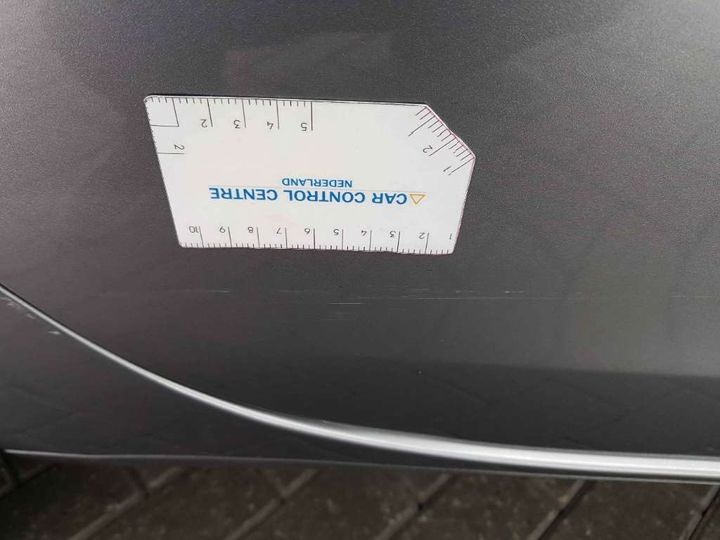 CAR CONTROL CENTRE
NEDERLAND
1 2 3 4 5 6 7 8 9 10
5 4 3 2
2
2 1